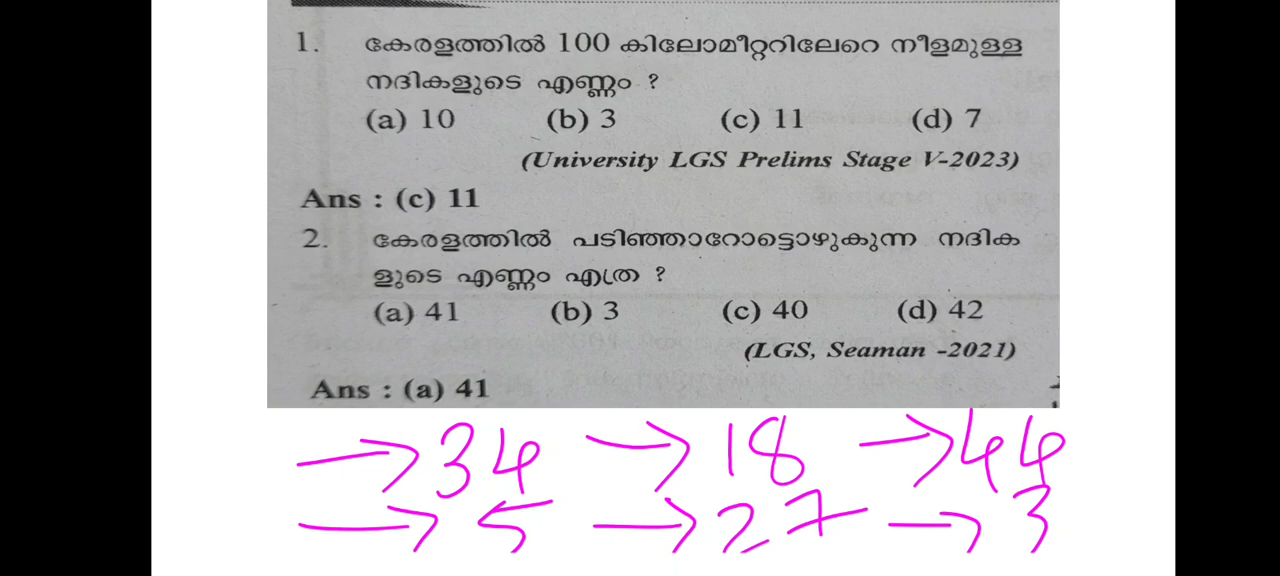 1. കേരളത്തിൽ 100 കിലോമീറ്ററിലേറെ നീളമുള്ള
നദികളുടെ എണ്ണം ?
(a) 10 (b) 3 (c) 11 (d) 7
(University LGS Prelims Stage V-2023)
Ans : (c) 11
2. കേരളത്തിൽ പടിഞ്ഞാറോട്ടൊഴുകുന്ന നദിക
ളുടെ എണ്ണം എത്ര ?
(a) 41 (b) 3 (c) 40 (d) 42
(LGS, Seaman -2021)
Ans : (a) 41
→ 34 → 18 → 44
→ 5 → 27 → 3